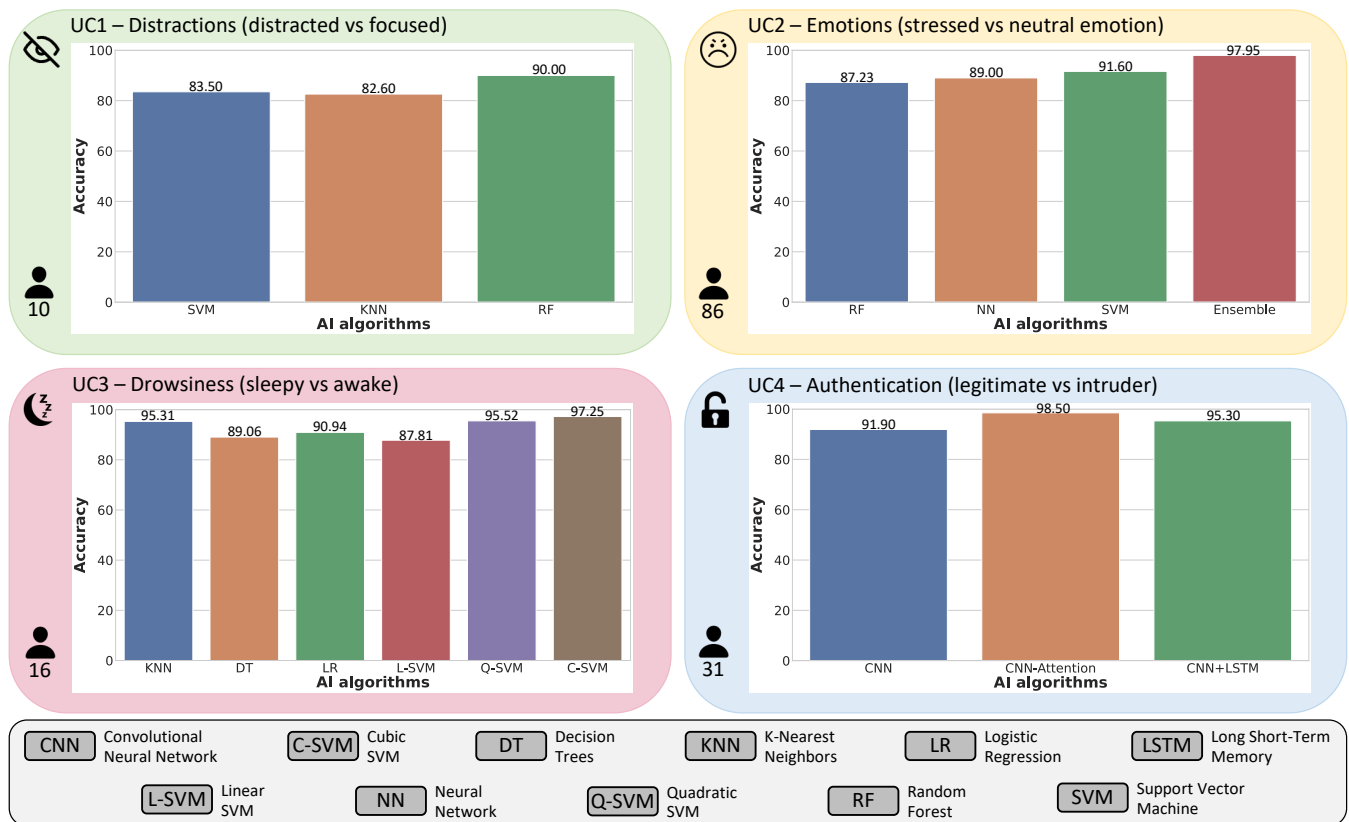 UC1 – Distractions (distracted vs focused)
100
80
60
40
20
0
Accuracy
83.50
82.60
90.00
SVM
KNN
RF
AI algorithms
10
UC2 – Emotions (stressed vs neutral emotion)
100
80
60
40
20
0
Accuracy
87.23
89.00
91.60
97.95
RF
NN
SVM
Ensemble
AI algorithms
86
UC3 – Drowsiness (sleepy vs awake)
z
z
z
100
80
60
40
20
0
Accuracy
95.31
89.06
90.94
87.81
95.52
97.25
KNN
DT
LR
L-SVM
Q-SVM
C-SVM
AI algorithms
16
UC4 – Authentication (legitimate vs intruder)
100
80
60
40
20
0
Accuracy
91.90
98.50
95.30
CNN
CNN-Attention
CNN+LSTM
AI algorithms
31
CNN
Convolutional
Neural Network
C-SVM
Cubic
SVM
DT
Decision
Trees
KNN
K-Nearest
Neighbors
LR
Logistic
Regression
LSTM
Long Short-Term
Memory
L-SVM
Linear
SVM
NN
Neural
Network
Q-SVM
Quadratic
SVM
RF
Random
Forest
SVM
Support Vector
Machine